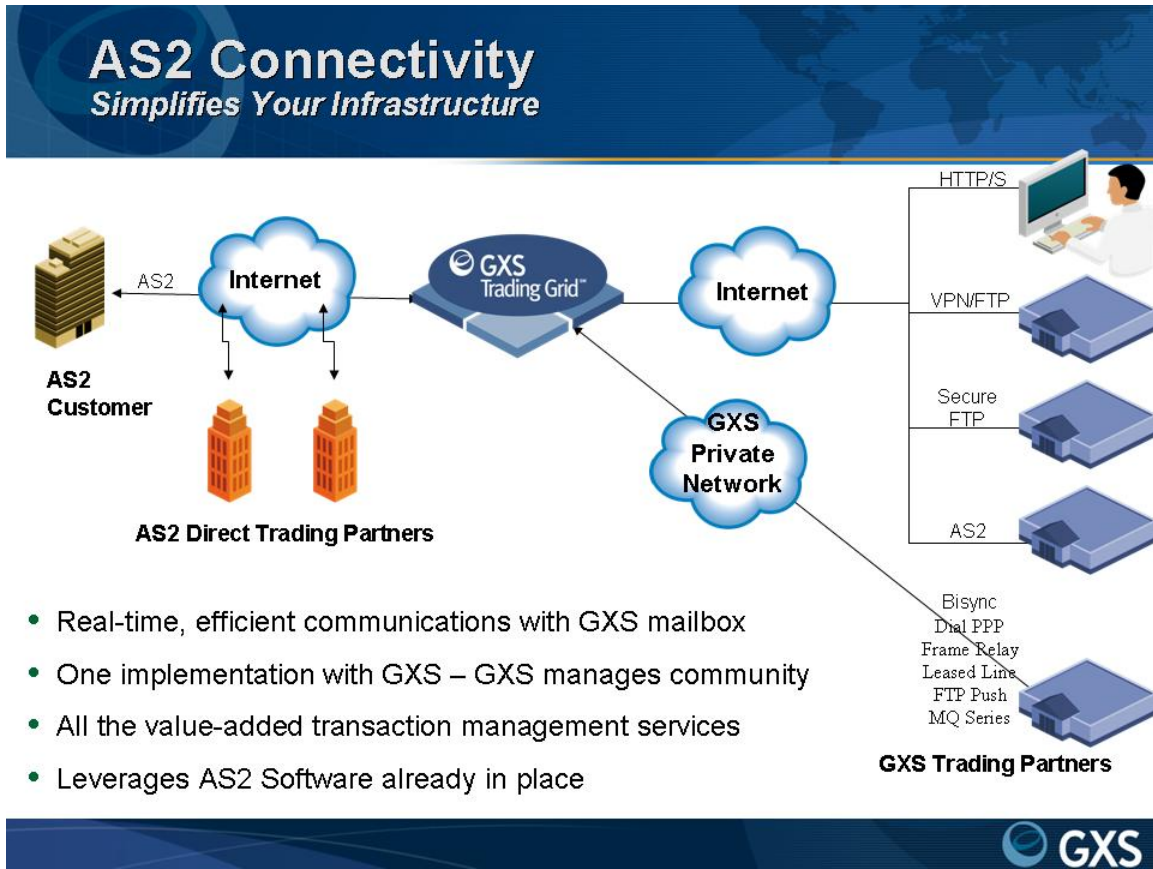 AS2 Connectivity
Simplifies Your Infrastructure
HTTP/S
AS2
Internet
GXS
Trading Grid™
Internet
VPN/FTP
AS2
Customer
Secure
FTP
GXS
Private
Network
AS2 Direct Trading Partners
AS2
Bisync
Dial PPP
Frame Relay
Leased Line
FTP Push
MQ Series
GXS Trading Partners
• Real-time, efficient communications with GXS mailbox
• One implementation with GXS – GXS manages community
• All the value-added transaction management services
• Leverages AS2 Software already in place
GXS